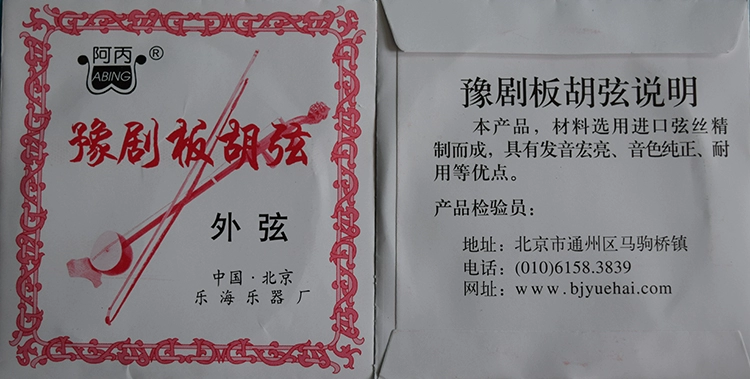 阿丙
ABING
®
豫剧板胡弦
外弦
中国·北京
乐海乐器厂
豫剧板胡弦说明
本产品，材料选用进口弦丝精
制而成，具有发音宏亮、音色纯正、耐
用等优点。
产品检验员：
地址：北京市通州区马驹桥镇
电话：(010)6158.3839
网址：www.bjyuehai.com